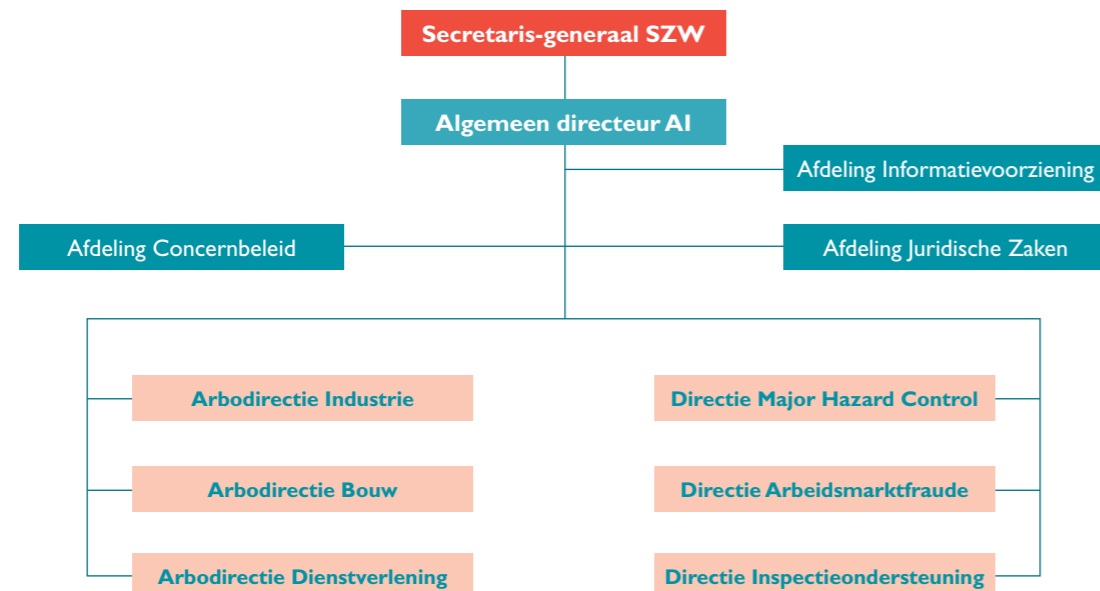 Secretaris-generaal SZW
Algemeen directeur AI
Afdeling Informatievoorziening
Afdeling Concernbeleid
Afdeling Juridische Zaken
Arbodirectie Industrie
Directie Major Hazard Control
Arbodirectie Bouw
Directie Arbeidsmarktfraude
Arbodirectie Dienstverlening
Directie Inspectieondersteuning